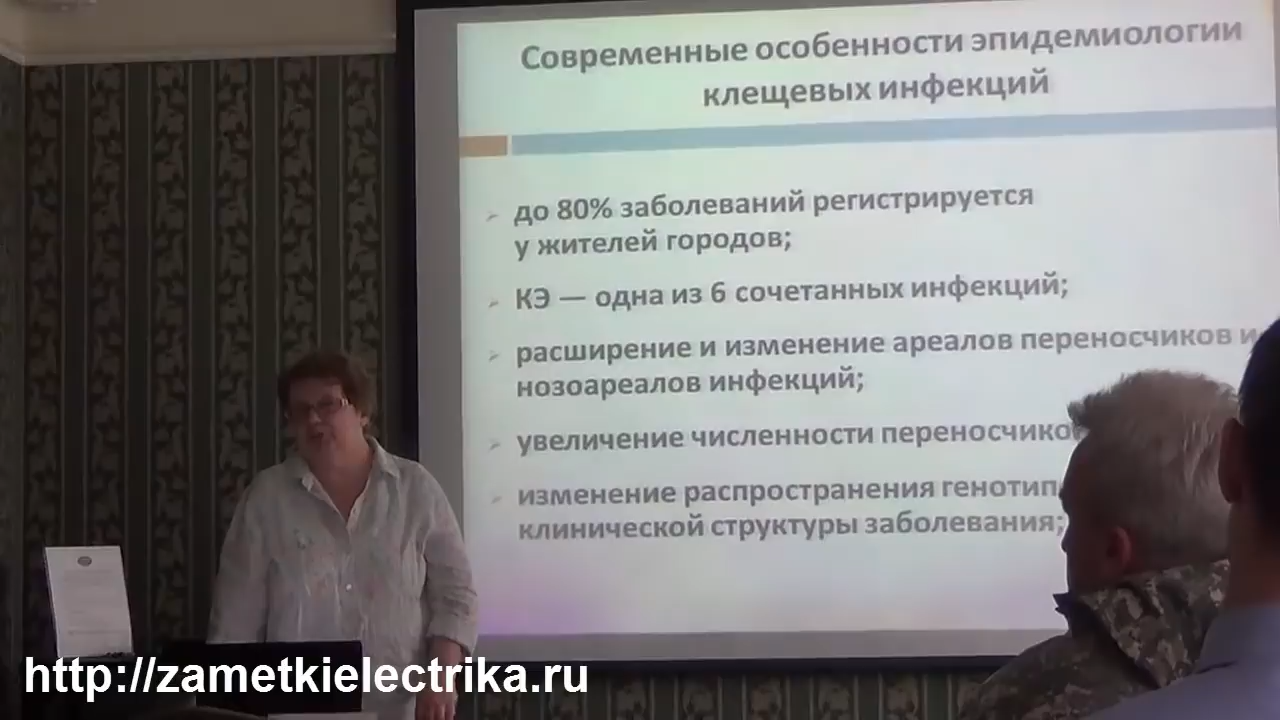 Современные особенности эпидемиологии
клещевых инфекций
до 80% заболеваний регистрируется
у жителей городов;
КЭ — одна из 6 сочетанных инфекций;
расширение и изменение ареалов переносчиков и
нозоареалов инфекций;
увеличение численности
изменение распространения
клинической структуры заболевания;
http://zametkielectrika.ru